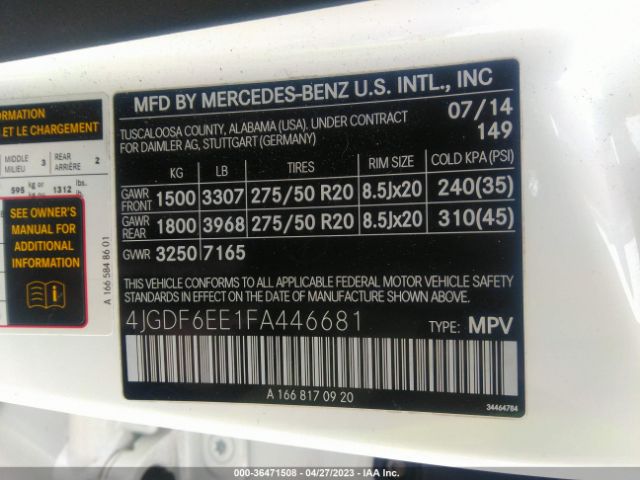 ORMATION
ET LE CHARGEMENT
MIDDLE
MILIEU 3
REAR
ARRIÈRE 2
595 kg or
kg ou 1312 lbs.
lb.
SEE OWNER'S
MANUAL FOR
ADDITIONAL
INFORMATION
A 166 584 86 01
MFD BY MERCEDES-BENZ U.S. INTL., INC
TUSCALOOSA COUNTY, ALABAMA (USA). UNDER CONTRACT
FOR DAIMLER AG, STUTTGART (GERMANY)
07/14
149
KG LB TIRES RIM SIZE COLD KPA (PSI)
GAWR
FRONT 1500 3307 275/50 R20 8.5Jx20 240(35)
GAWR
REAR 1800 3968 275/50 R20 8.5Jx20 310(45)
GVWR 3250 7165
THIS VEHICLE CONFORMS TO ALL APPLICABLE FEDERAL MOTOR VEHICLE SAFETY
STANDARDS IN EFFECT ON THE DATE OF MANUFACTURE SHOWN ABOVE.
4JGDF6EE1FA446681
TYPE: MPV
A 166 817 09 20
34464784
000-36471508 - 04/27/2023 - IAA Inc.